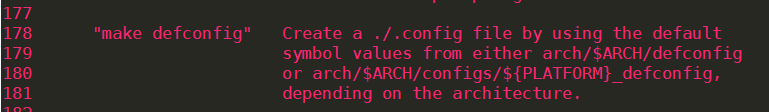 177
178 "make defconfig" Create a ./.config file by using the default
179 symbol values from either arch/$ARCH/defconfig
180 or arch/$ARCH/configs/${PLATFORM}_defconfig,
181 depending on the architecture.